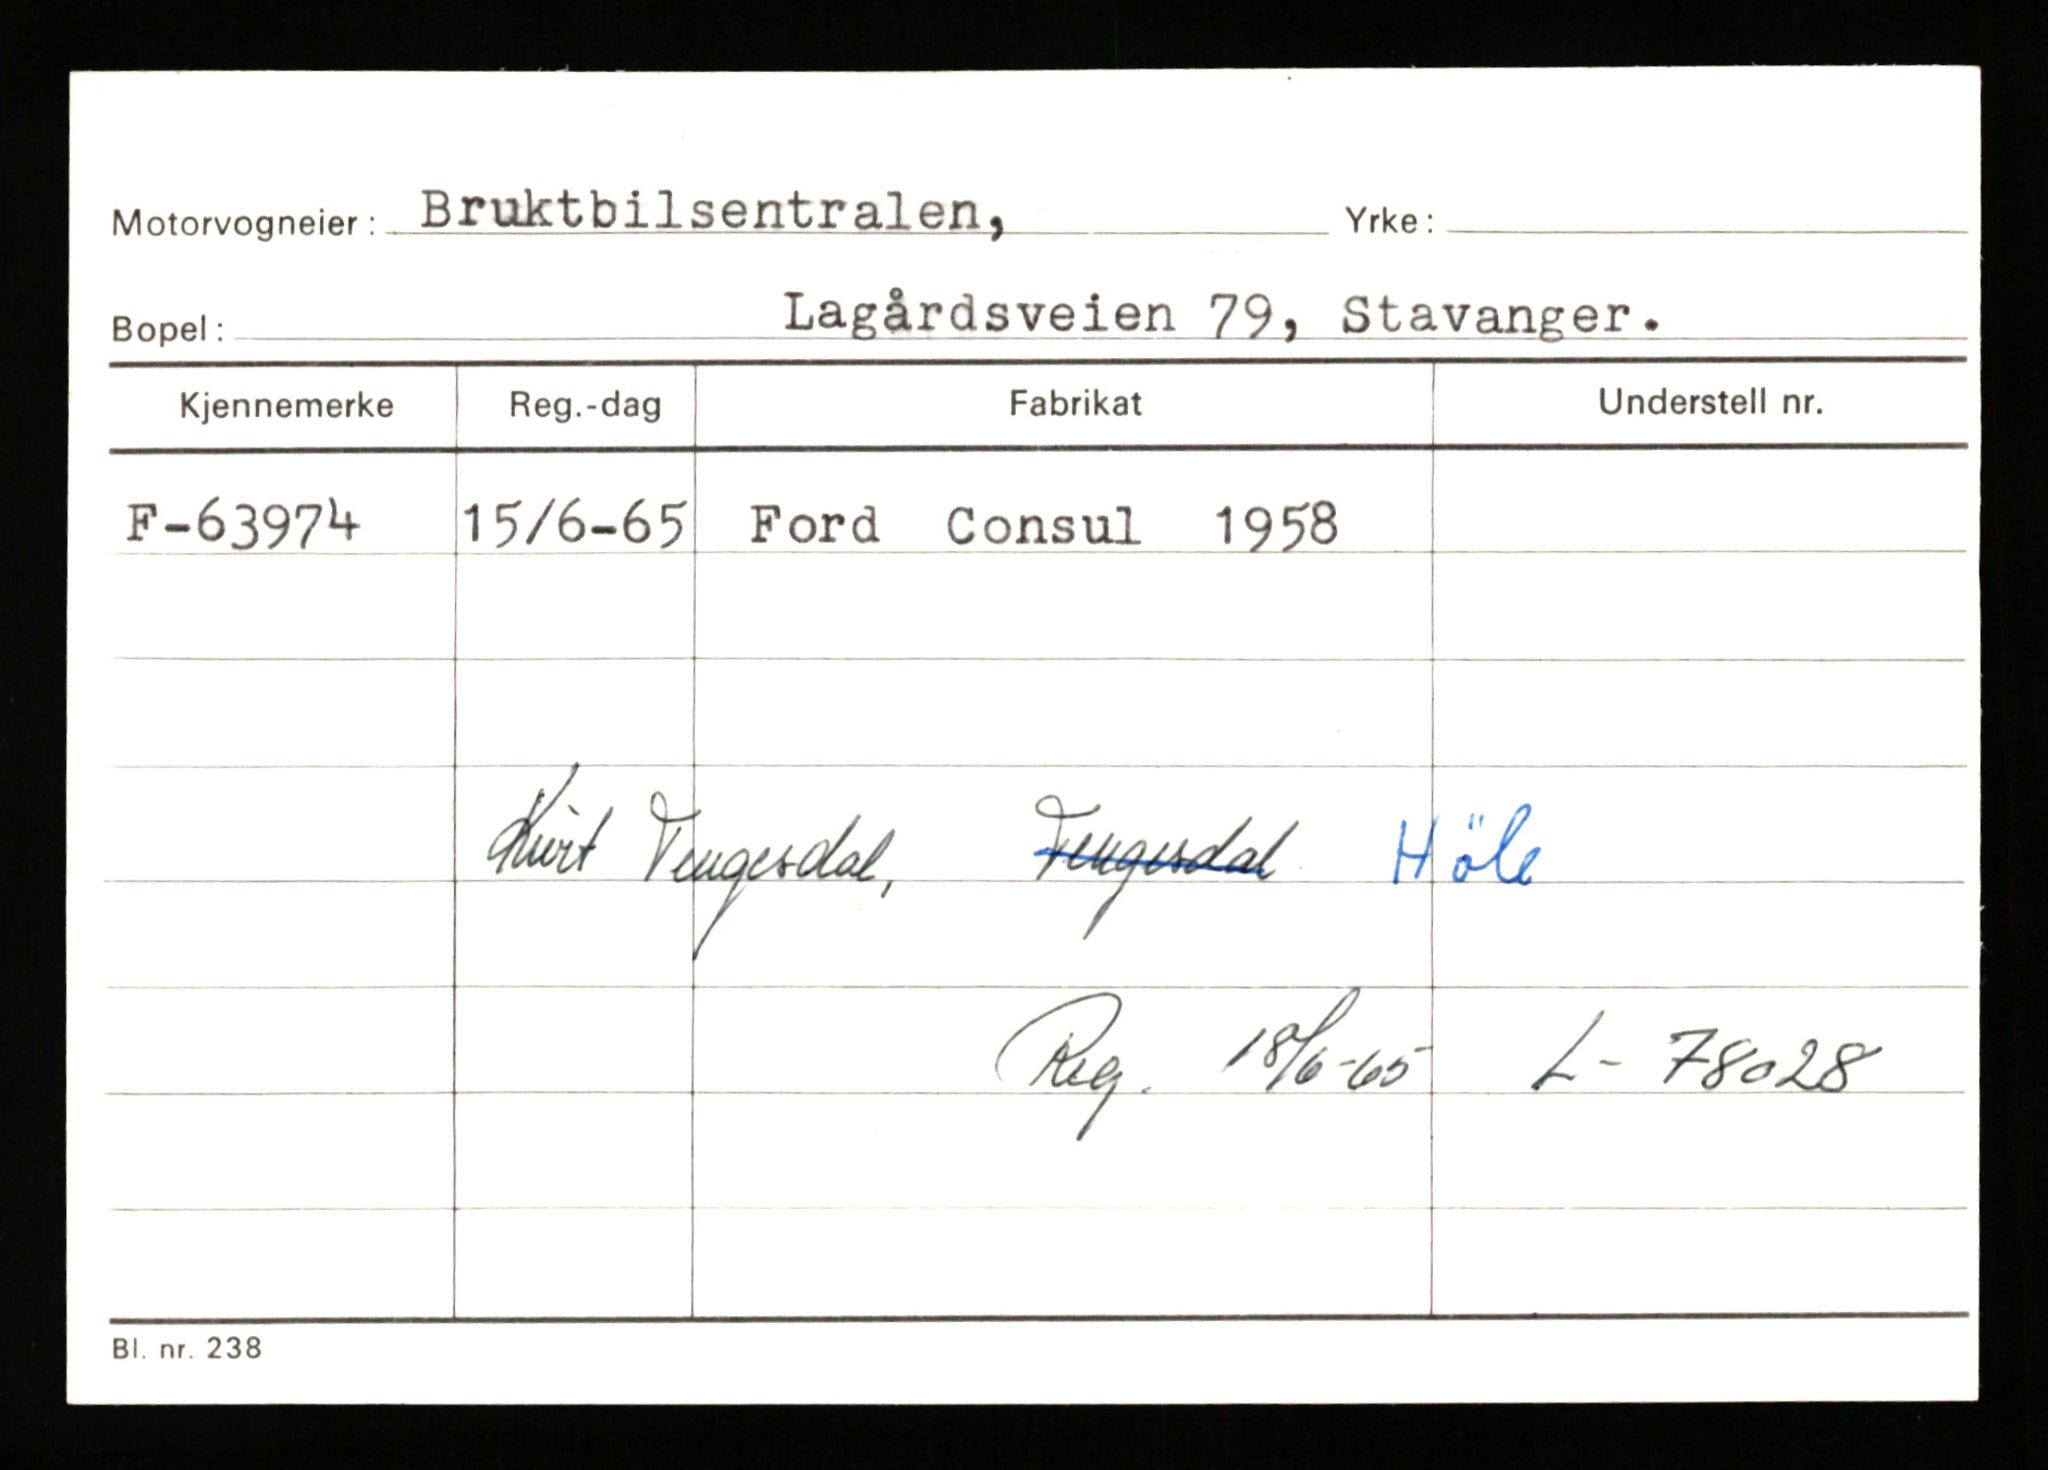 Motorvogneier: Bruktbilsentralen, Yrke:
Bopel: Lagårdsveien 79, Stavanger.
Kjennemerke Reg.-dag Fabrikat Understell nr.
F-63974 15/6-65 Ford Consul 1958
Kurt Tengesdal, Tengesdal Höle
Reg. 18/6-65 L-78028
Bl. nr. 238